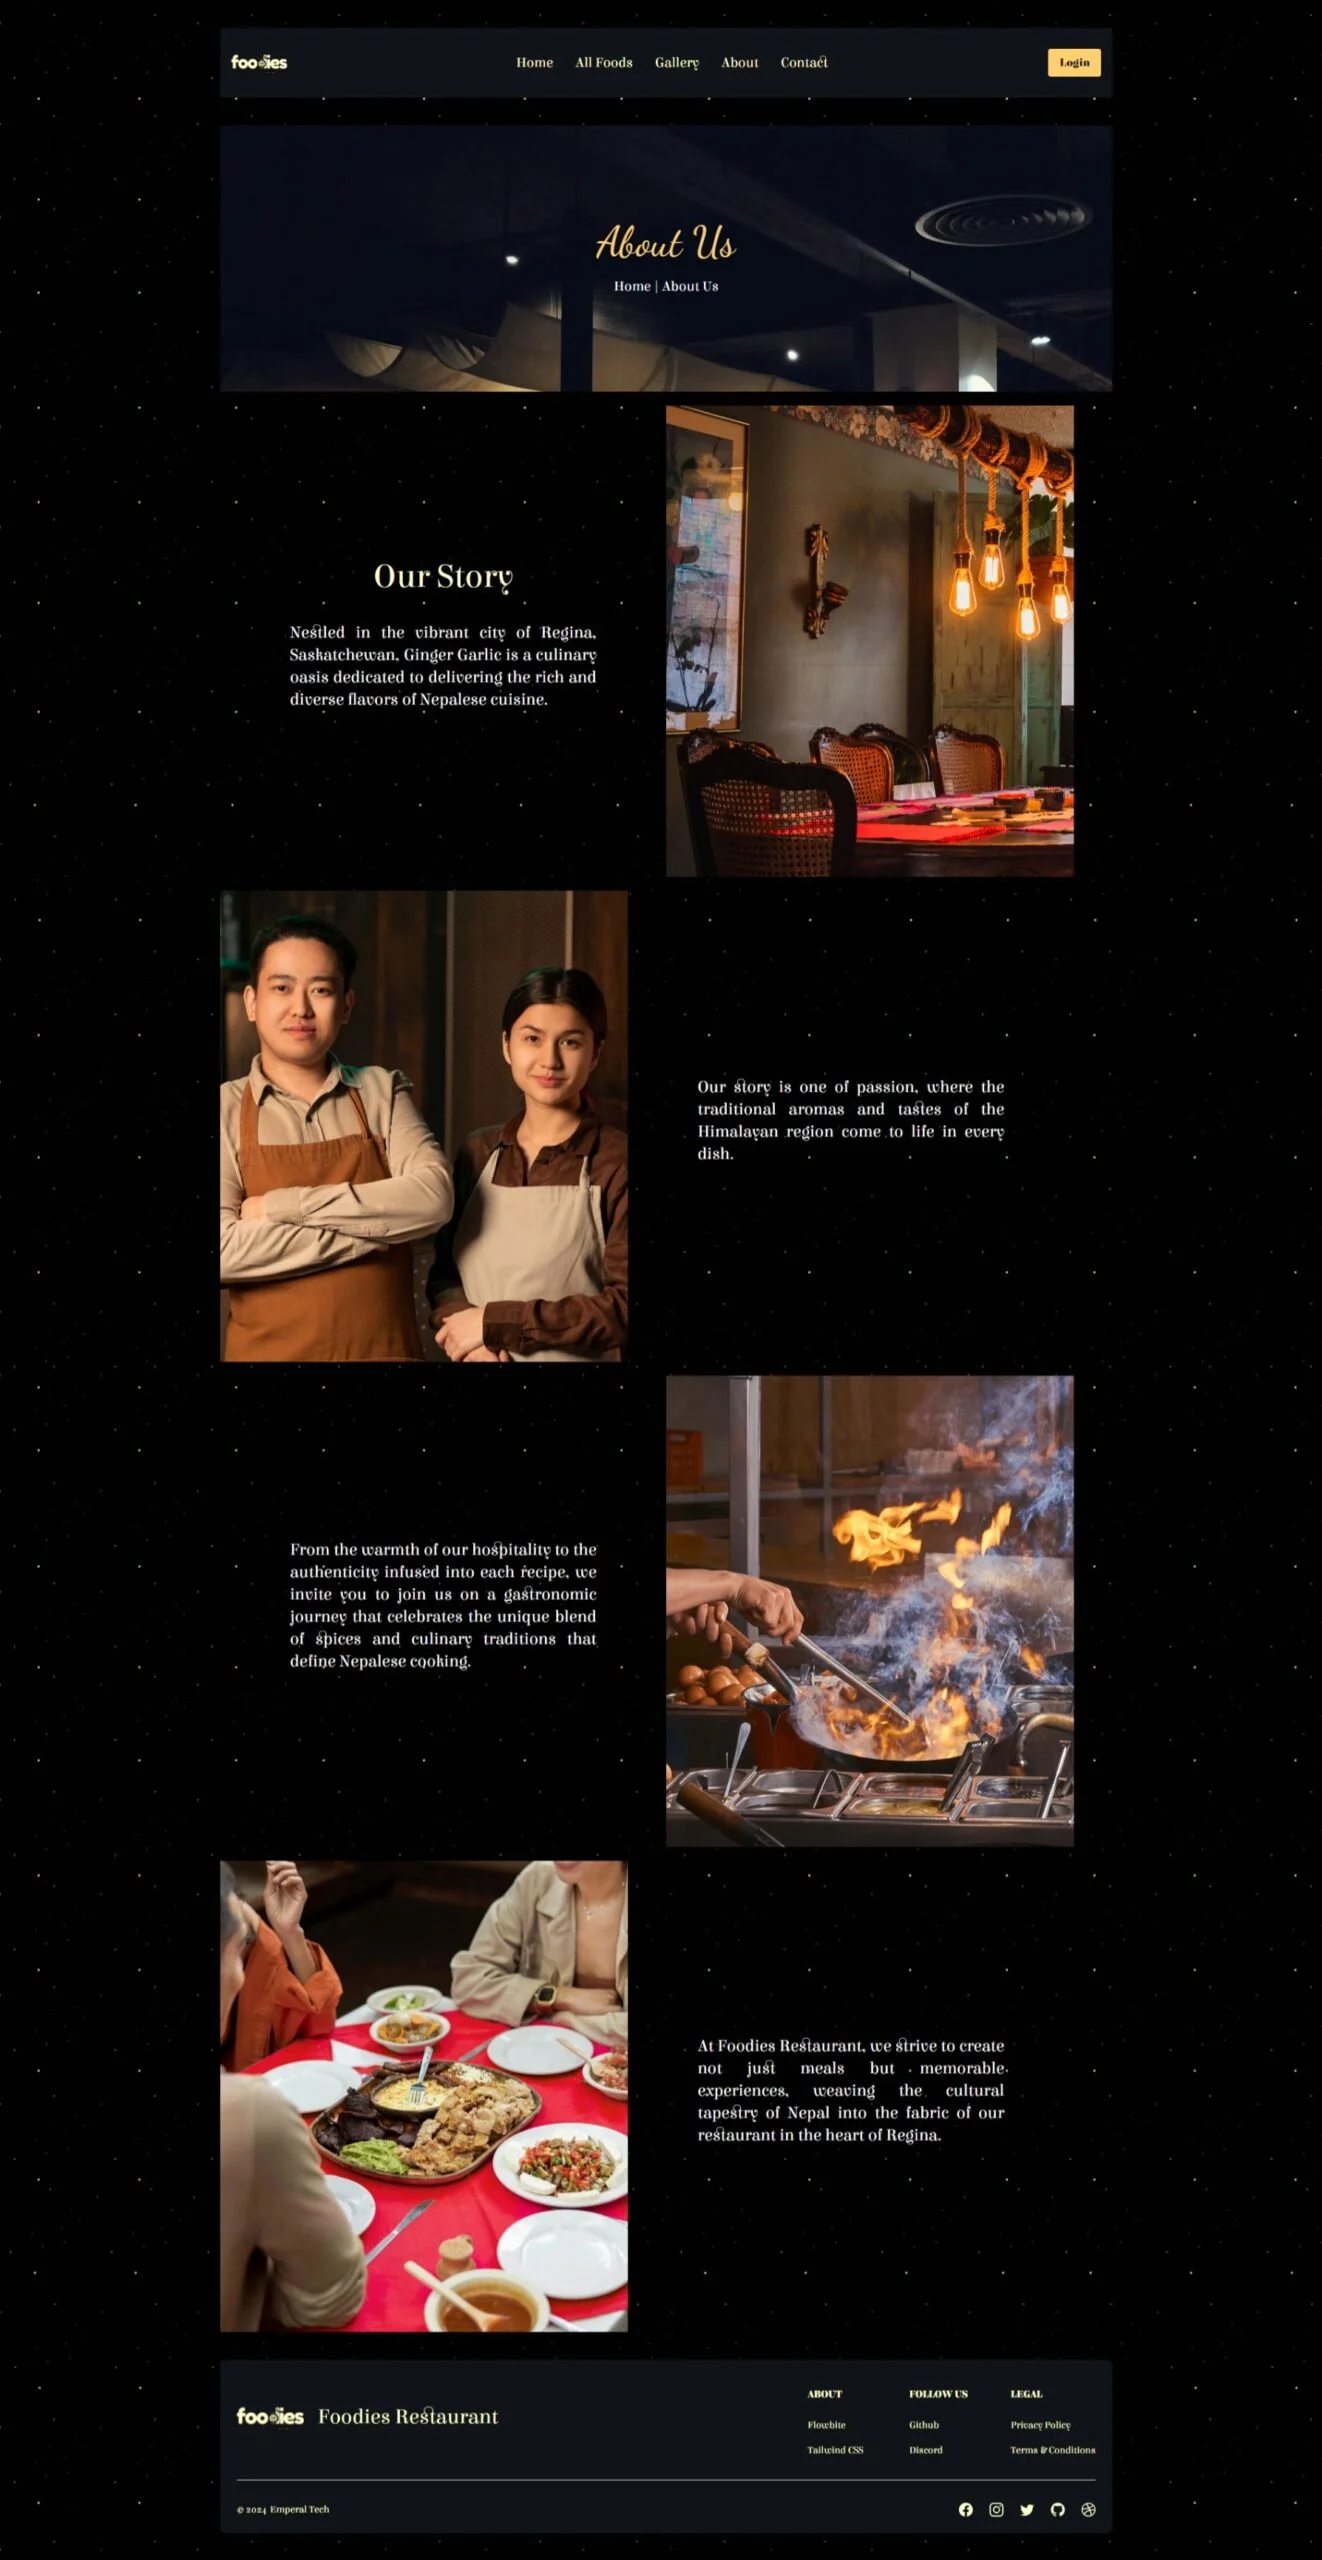 foodies
Home
All Foods
Gallery
About
Contact
Login
About Us
Home | About Us
Our Story
Nestled in the vibrant city of Regina,
Saskatchewan, Ginger Garlic is a culinary
oasis dedicated to delivering the rich and
diverse flavors of Nepalese cuisine.
Our story is one of passion, where the
traditional aromas and tastes of the
Himalayan region come to life in every
dish.
From the warmth of our hospitality to the
authenticity infused into each recipe, we
invite you to join us on a gastronomic
journey that celebrates the unique blend
of spices and culinary traditions that
define Nepalese cooking.
At Foodies Restaurant, we strive to create
not just meals but memorable
experiences, weaving the cultural
tapestry of Nepal into the fabric of our
restaurant in the heart of Regina.
foodies
Foodies Restaurant
ABOUT
Flowbite
Tailwind CSS
FOLLOW US
Github
Discord
LEGAL
Privacy Policy
Terms & Conditions
© 2024 Emperal Tech